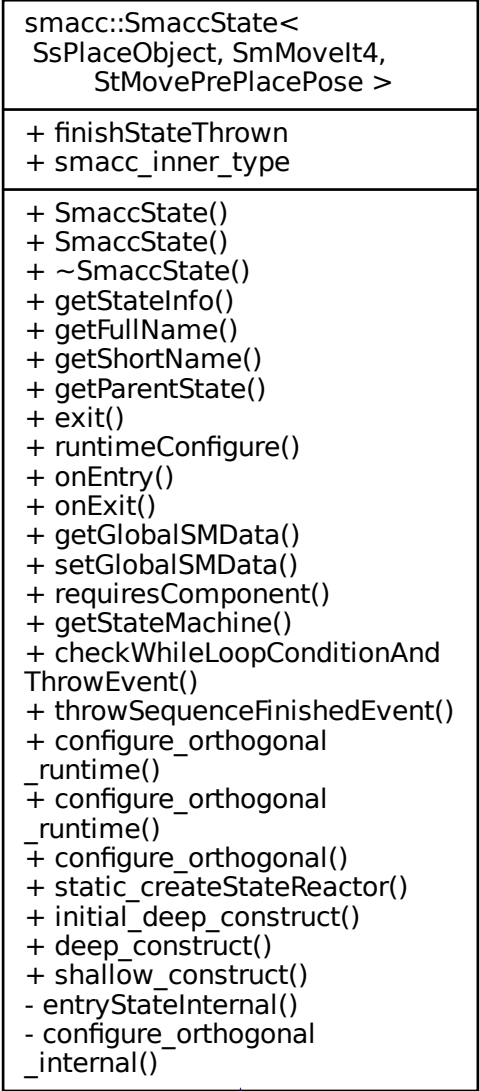 smacc::SmaccState<
SsPlaceObject, SmMoveIt4,
StMovePrePlacePose >
+ finishStateThrown
+ smacc_inner_type
+ SmaccState()
+ SmaccState()
+ ~SmaccState()
+ getStateInfo()
+ getFullName()
+ getShortName()
+ getParentState()
+ exit()
+ runtimeConfigure()
+ onEntry()
+ onExit()
+ getGlobalSMData()
+ setGlobalSMData()
+ requiresComponent()
+ getStateMachine()
+ checkWhileLoopConditionAnd
ThrowEvent()
+ throwSequenceFinishedEvent()
+ configure_orthogonal
_runtime()
+ configure_orthogonal
_runtime()
+ configure_orthogonal()
+ static_createStateReactor()
+ initial_deep_construct()
+ deep_construct()
+ shallow_construct()
- entryStateInternal()
- configure_orthogonal
_internal()